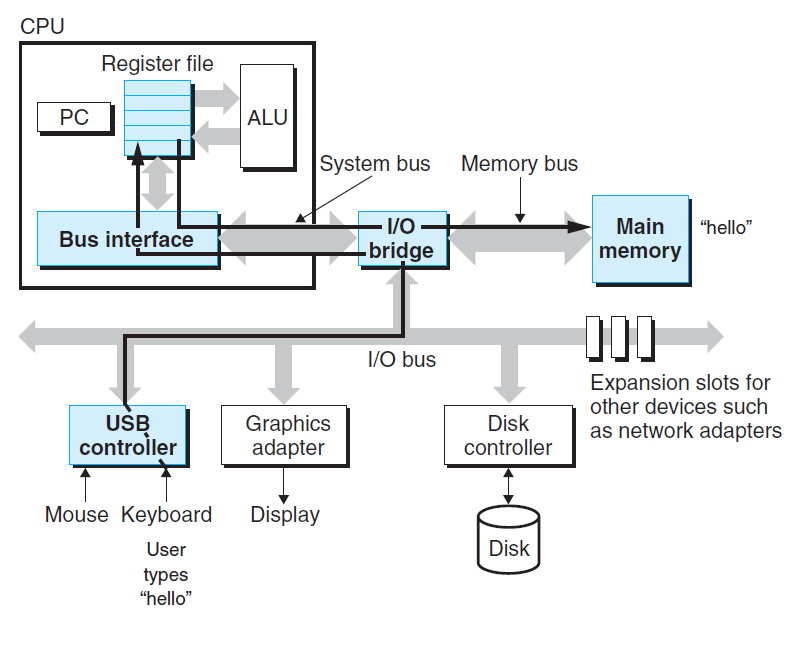 CPU
Register file
PC
ALU
System bus
Memory bus
Bus interface
I/O
bridge
Main
memory
“hello”
I/O bus
Expansion slots for
other devices such
as network adapters
USB
controller
Graphics
adapter
Disk
controller
Mouse
Keyboard
Display
Disk
User
types
“hello”